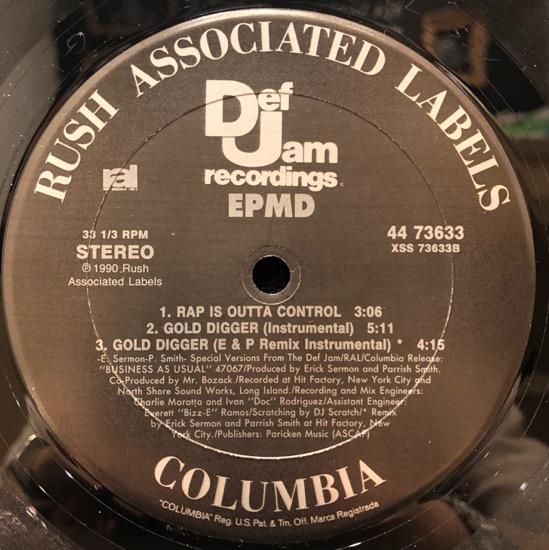 RUSH ASSOCIATED LABELS
Def
Jam
recordings
ral
EPMD
33 1/3 RPM
STEREO
℗ 1990 Rush
Associated Labels
44 73633
XSS 73633B
1. RAP IS OUTTA CONTROL 3:06
2. GOLD DIGGER (Instrumental) 5:11
3. GOLD DIGGER (E & P Remix Instrumental) * 4:15
-E. Sermon-P. Smith- Special Versions From The Def Jam/RAL/Columbia Release:
"BUSINESS AS USUAL" 47067/Produced by Erick Sermon and Parrish Smith.
Co-Produced by Mr. Bozack./Recorded at Hit Factory, New York City and
North Shore Sound Works, Long Island./Recording and Mix Engineers:
Charlie Marotta and Ivan "Doc" Rodriguez/Assistant Engineer:
Everett "Bizz-E" Ramos/Scratching by DJ Scratch/* Remix
by Erick Sermon and Parrish Smith at Hit Factory, New
York City./Publishers: Paricken Music (ASCAP)
COLUMBIA
"COLUMBIA" Reg. U.S. Pat. & Tm. Off. Marca Registrada